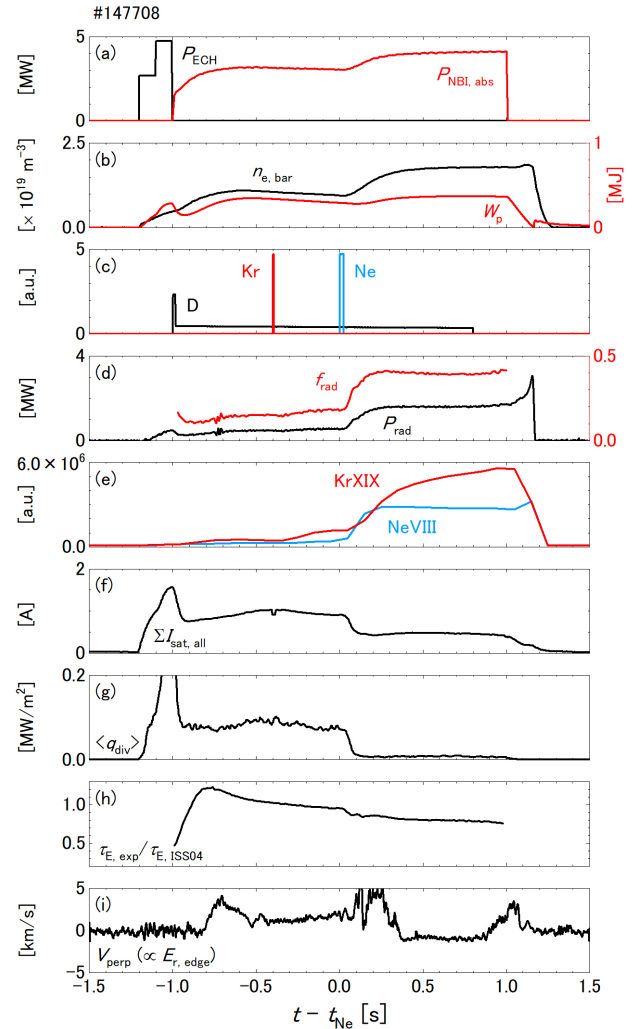 #147708
(a)
P_ECH
P_NBI, abs
[MW]
5
0
(b)
n_e, bar
W_p
[× 10^19 m^-3]
2.5
0.0
1
0
[MJ]
(c)
Kr
Ne
D
[a.u.]
5
0
(d)
f_rad
P_rad
[MW]
4
0
0.5
0.0
(e)
KrXIX
NeVIII
[a.u.]
6.0 × 10^6
0.0
(f)
ΣI_sat, all
[A]
2
1
0
(g)
<q_div>
[MW/m^2]
0.2
0.0
(h)
τ_E, exp/τ_E, ISS04
1.0
0.5
(i)
V_perp (∝ E_r, edge)
[km/s]
5
0
-5
-1.5 -1.0 -0.5 0.0 0.5 1.0 1.5
t - t_Ne [s]